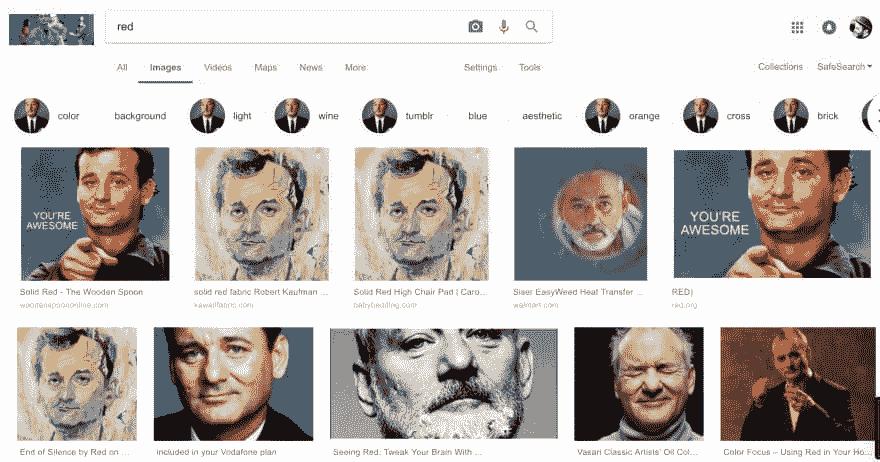 red
All Images Videos Maps News More Settings Tools Collections SafeSearch
color background light wine tumblr blue aesthetic orange cross brick
YOU'RE
AWESOME
YOU'RE
AWESOME
Solid Red - The Wooden Spoon
woodenspoononline.com
solid red fabric Robert Kaufman ...
kawaiifabric.com
Solid Red High Chair Pad | Caro...
babybedding.com
Siser EasyWeed Heat Transfer ...
walmart.com
RED)
red.org
End of Silence by Red on ...
included in your Vodafone plan
Seeing Red: Tweak Your Brain With ...
Vasari Classic Artists' Oil Col...
Color Focus – Using Red in Your Ho...